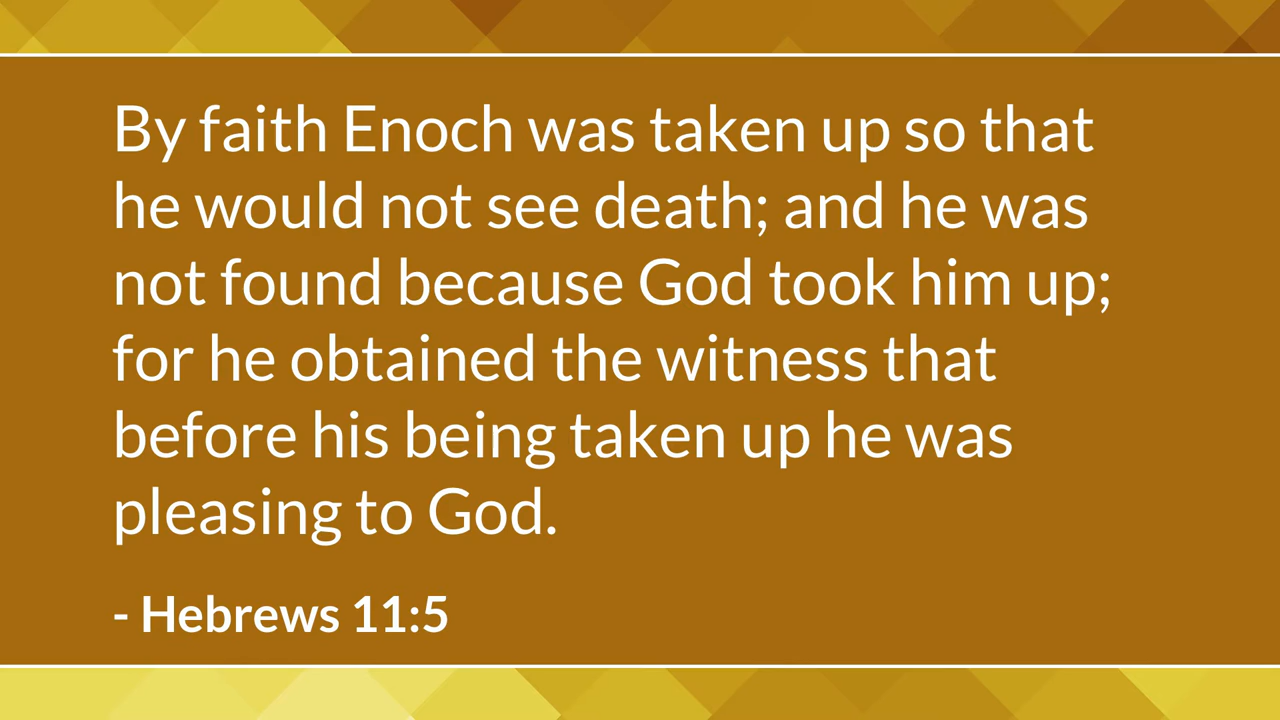 By faith Enoch was taken up so that
he would not see death; and he was
not found because God took him up;
for he obtained the witness that
before his being taken up he was
pleasing to God.
- Hebrews 11:5